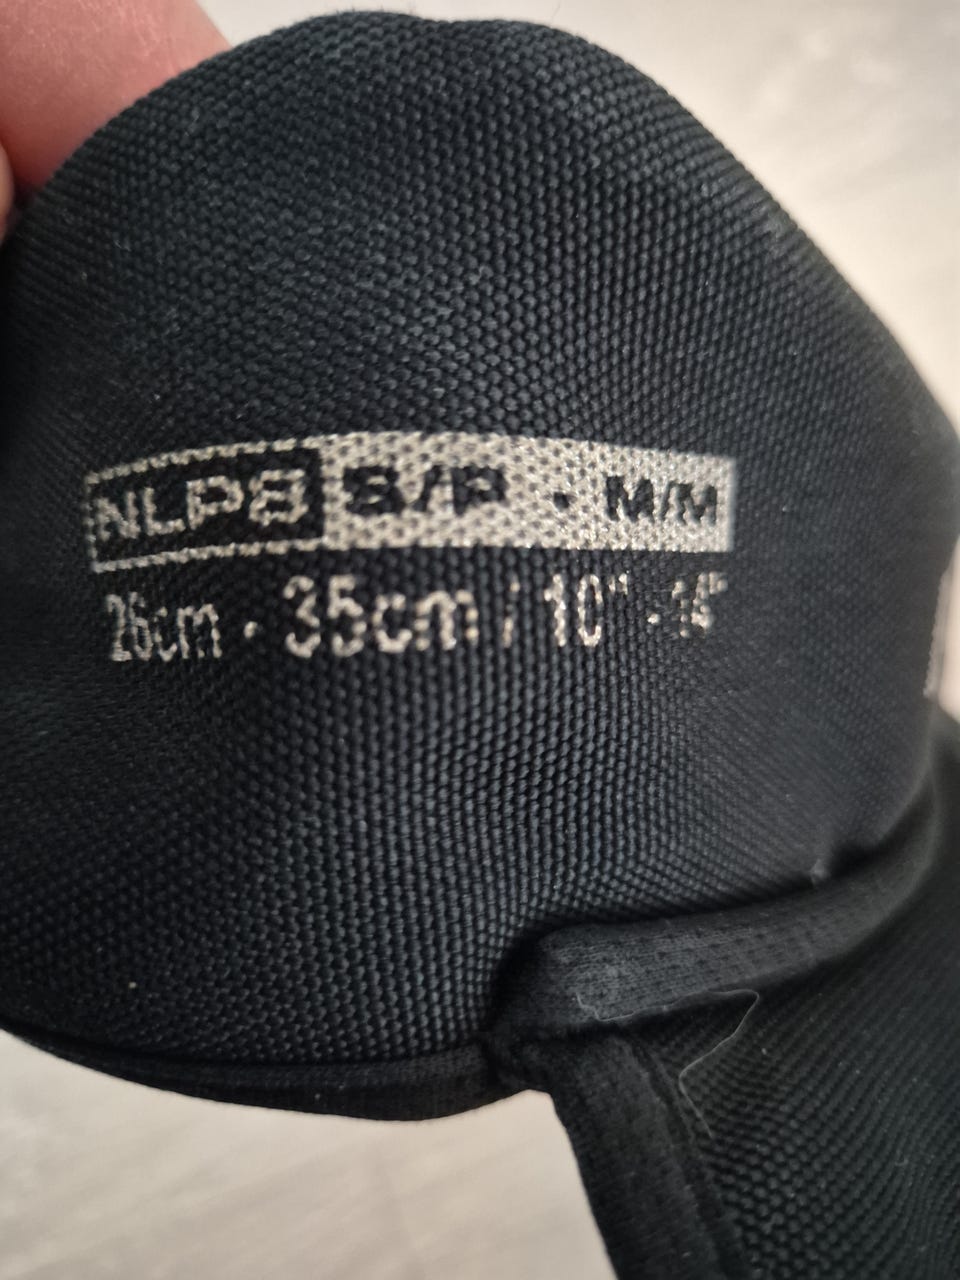 NLP8 S/P - M/M
26cm - 35cm / 10" - 14"